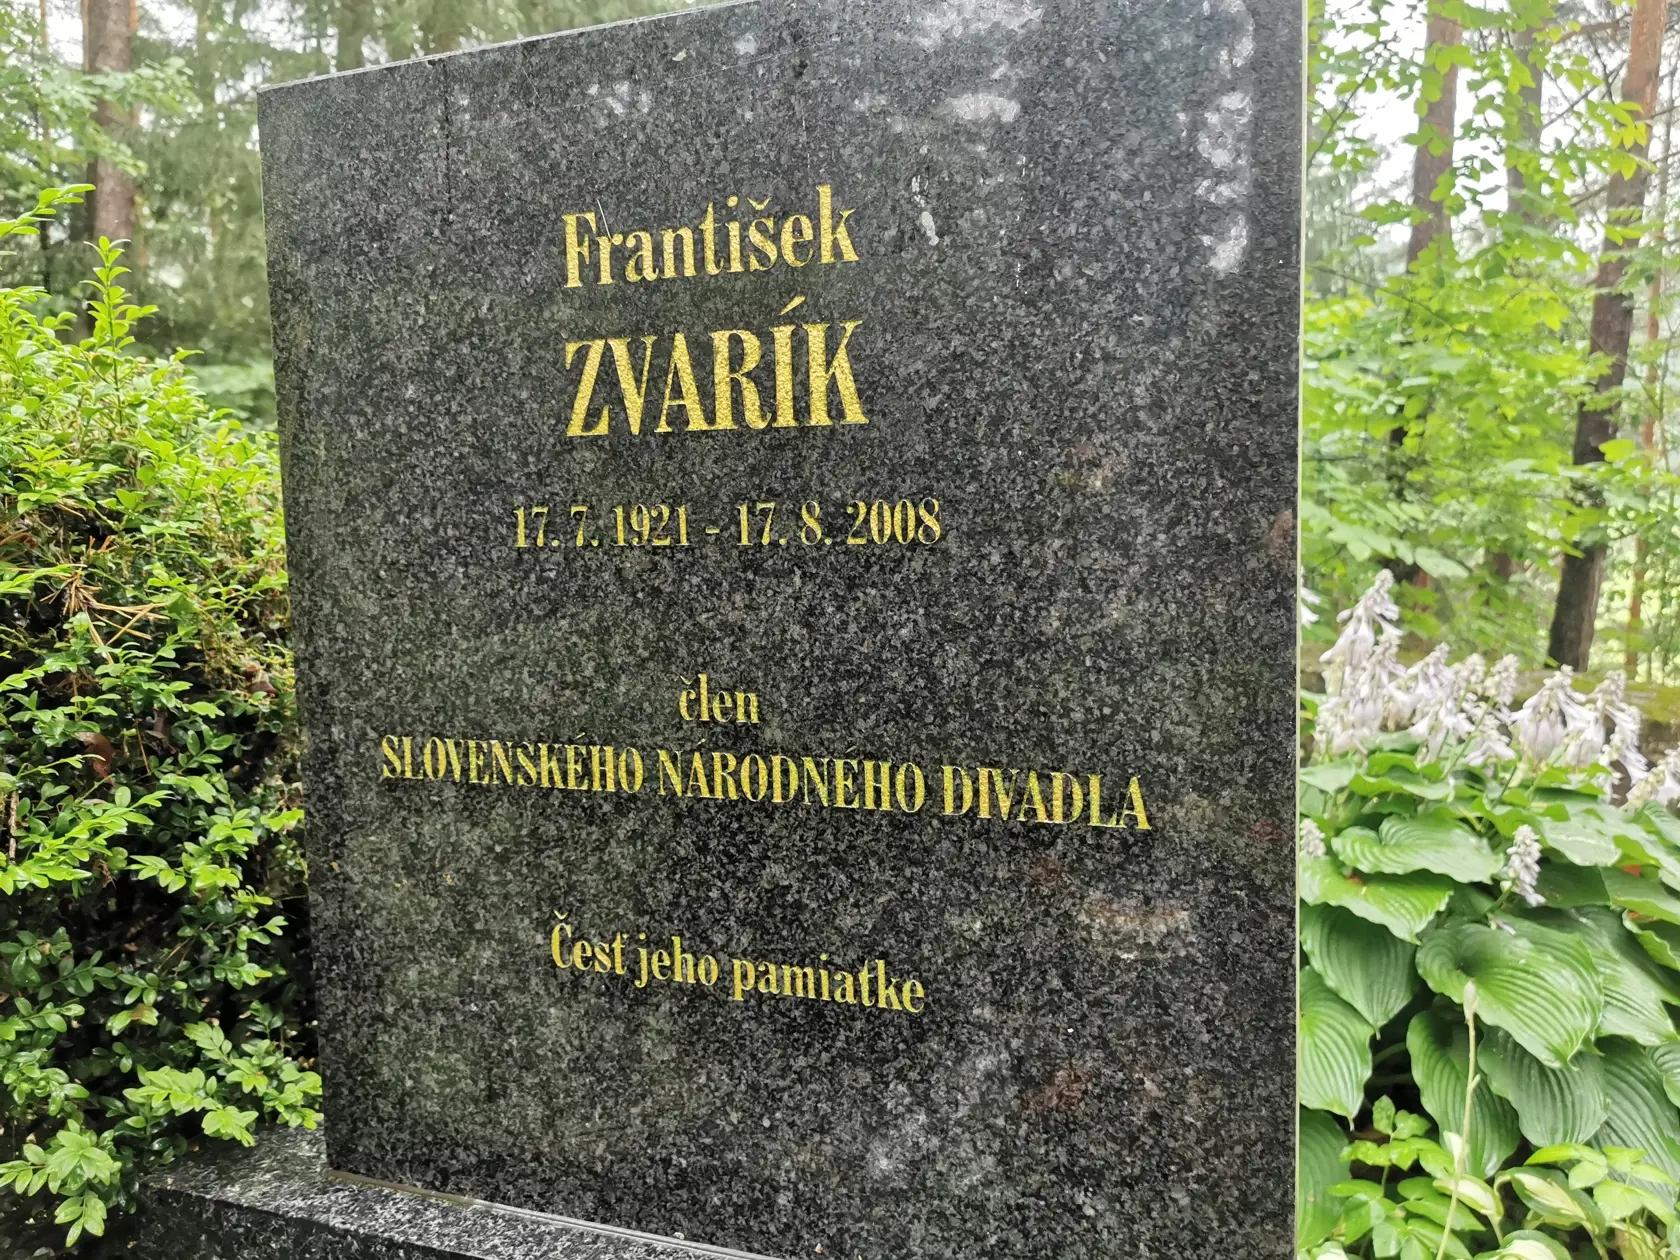 František
ZVARÍK
17. 7. 1921 - 17. 8. 2008
člen
SLOVENSKÉHO NÁRODNÉHO DIVADLA
Česť jeho pamiatke